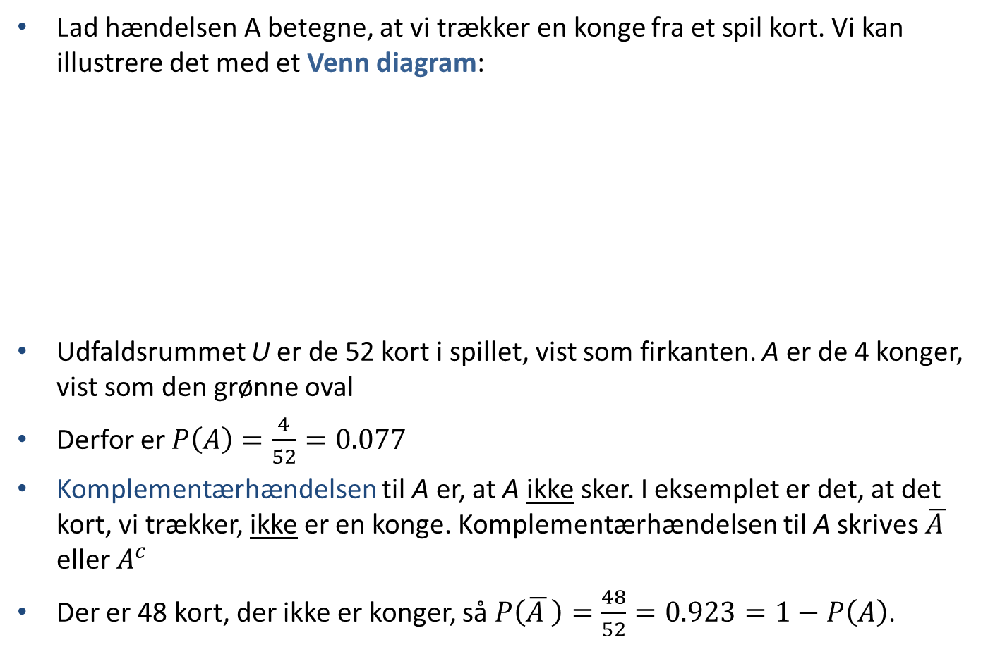 • Lad hændelsen A betegne, at vi trækker en konge fra et spil kort. Vi kan
illustrere det med et Venn diagram:
• Udfaldsrummet U er de 52 kort i spillet, vist som firkanten. A er de 4 konger,
vist som den grønne oval
• Derfor er P(A) = 4/52 = 0.077
• Komplementærhændelsen til A er, at A ikke sker. I eksemplet er det, at det
kort, vi trækker, ikke er en konge. Komplementærhændelsen til A skrives A̅
eller Aᶜ
• Der er 48 kort, der ikke er konger, så P(A̅) = 48/52 = 0.923 = 1 − P(A).